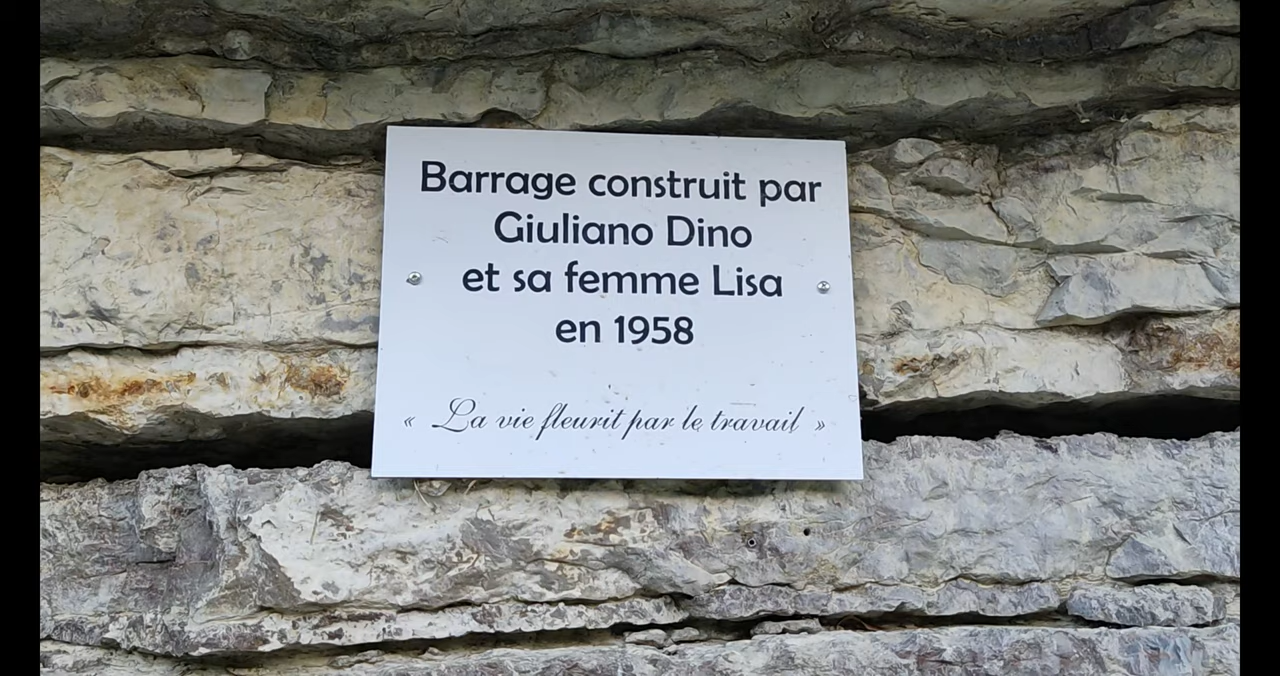 Barrage construit par
Giuliano Dino
et sa femme Lisa
en 1958
« La vie fleurit par le travail »